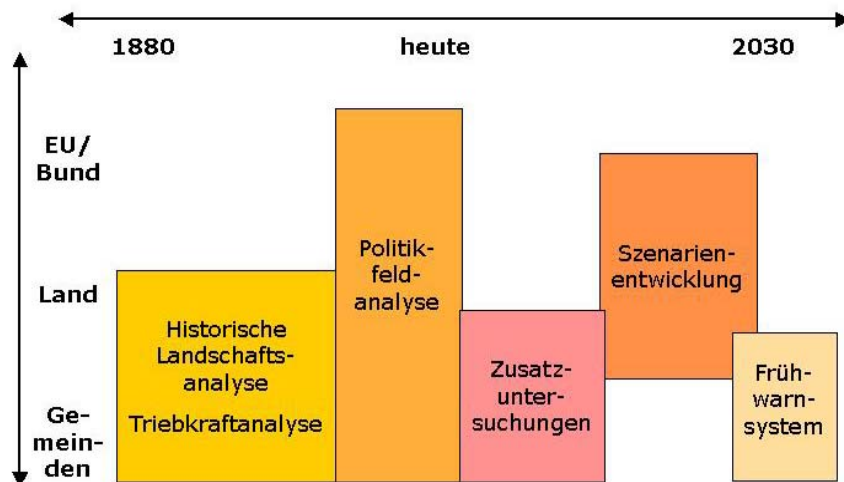 1880 heute 2030
EU/
Bund
Land
Ge-
mein-
den
Historische
Landschafts-
analyse
Triebkraftanalyse
Politik-
feld-
analyse
Zusatz-
unter-
suchungen
Szenarien-
entwicklung
Früh-
warn-
system